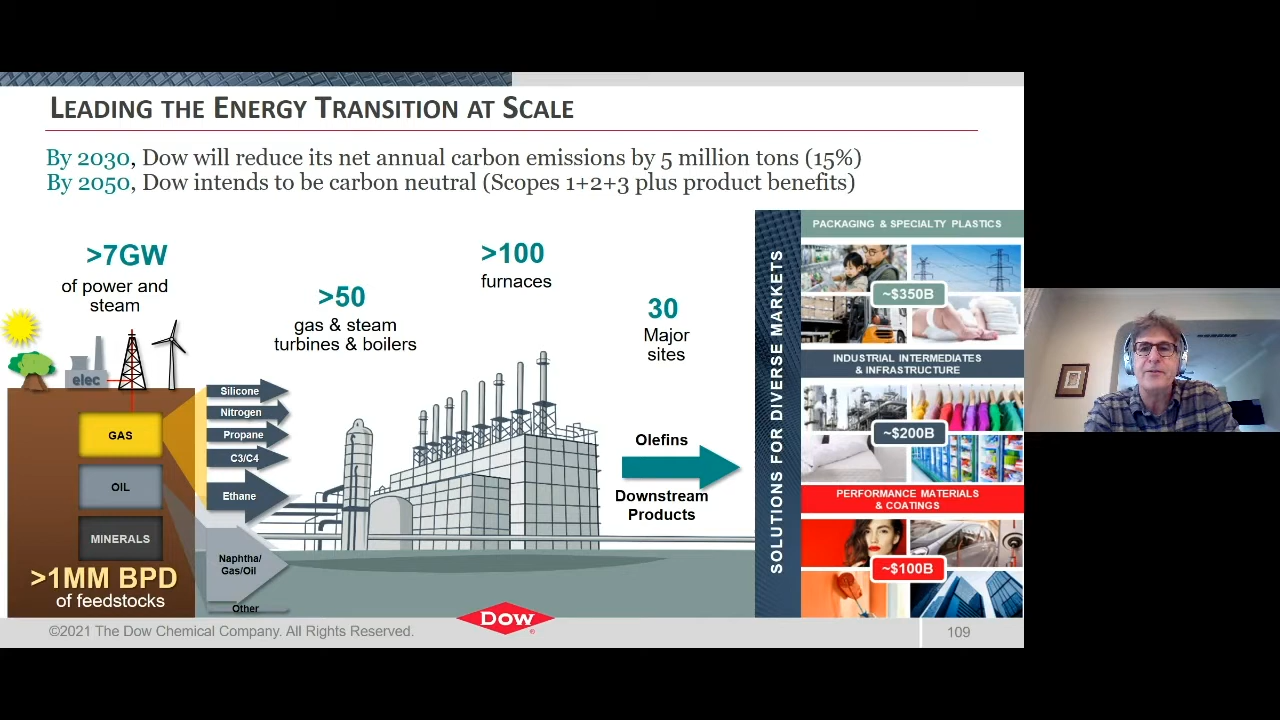 LEADING THE ENERGY TRANSITION AT SCALE
By 2030, Dow will reduce its net annual carbon emissions by 5 million tons (15%)
By 2050, Dow intends to be carbon neutral (Scopes 1+2+3 plus product benefits)
>7GW
of power and
steam
>50
gas & steam
turbines & boilers
>100
furnaces
30
Major
sites
elec
GAS
OIL
MINERALS
>1MM BPD
of feedstocks
Silicone
Nitrogen
Propane
C3/C4
Ethane
Naphtha/
Gas/Oil
Other
Olefins
Downstream
Products
SOLUTIONS FOR DIVERSE MARKETS
PACKAGING & SPECIALTY PLASTICS
~$350B
INDUSTRIAL INTERMEDIATES
& INFRASTRUCTURE
~$200B
PERFORMANCE MATERIALS
& COATINGS
~$100B
©2021 The Dow Chemical Company. All Rights Reserved.
DOW
®
109